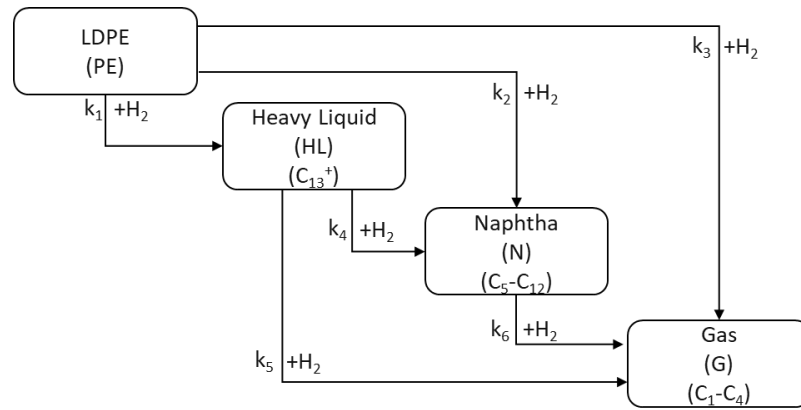 LDPE
(PE)
k₃ +H₂
k₂ +H₂
k₁ +H₂
Heavy Liquid
(HL)
(C₁₃⁺)
k₄ +H₂
Naphtha
(N)
(C₅-C₁₂)
k₆ +H₂
k₅ +H₂
Gas
(G)
(C₁-C₄)